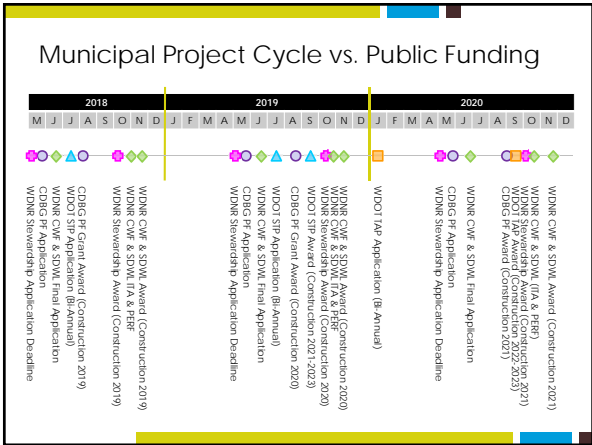 Municipal Project Cycle vs. Public Funding
2018 2019 2020
M J J A S O N D J F M A M J J A S O N D J F M A M J J A S O N D
WDNR Stewardship Application Deadline
CDBG PF Application
WDNR CWF & SDWL Final Application
WDOT STP Application (Bi-Annual)
CDBG PF Grant Award (Construction 2019)
WDNR Stewardship Award (Construction 2019)
WDNR CWF & SDWL ITA & PERF
WDNR CWF & SDWL Award (Construction 2019)
WDNR Stewardship Application Deadline
CDBG PF Application
WDNR CWF & SDWL Final Application
WDOT STP Application (Bi-Annual)
CDBG PF Grant Award (Construction 2020)
WDOT STP Award (Construction 2021-2023)
WDNR Stewardship Award (Construction 2020)
WDNR CWF & SDWL ITA & PERF
WDNR CWF & SDWL Award (Construction 2020)
WDOT TAP Application (Bi-Annual)
WDNR Stewardship Application Deadline
CDBG PF Application
WDNR CWF & SDWL Final Application
CDBG PF Award (Construction 2021)
WDOT TAP Award (Construction 2022-2023)
WDNR Stewardship Award (Construction 2021)
WDNR CWF & SDWL (ITA & PERF)
WDNR CWF & SDWL Award (Construction 2021)